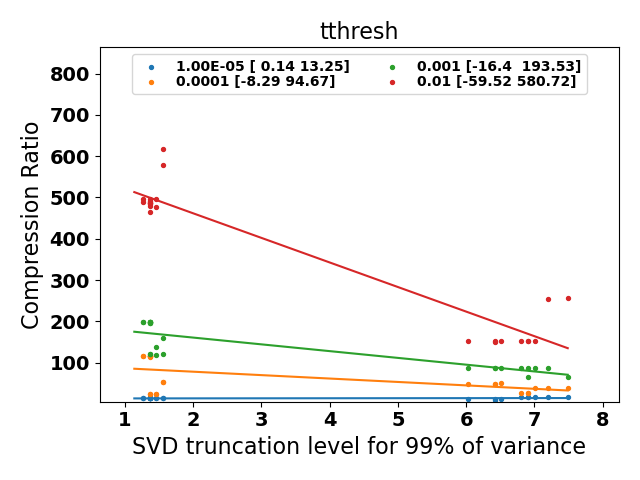 tthresh
1.00E-05 [ 0.14 13.25]
0.0001 [-8.29 94.67]
0.001 [-16.4  193.53]
0.01 [-59.52 580.72]
Compression Ratio
800
700
600
500
400
300
200
100
1 2 3 4 5 6 7 8
SVD truncation level for 99% of variance